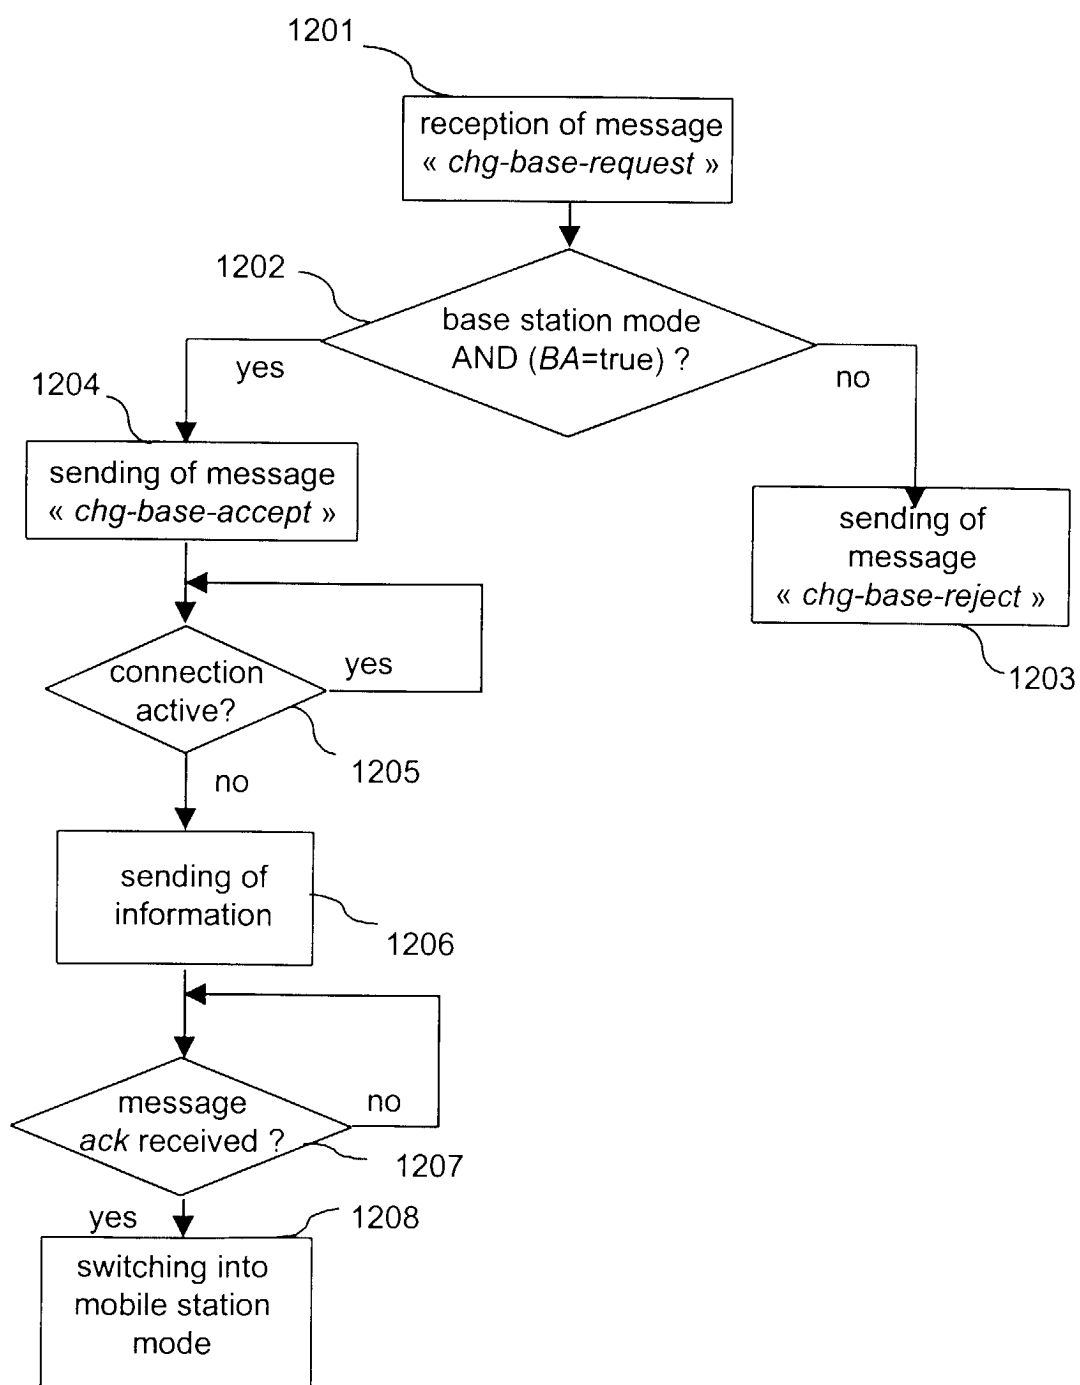 1201
reception of message
« chg-base-request »
1202
base station mode
AND (BA=true) ?
yes
no
1204
sending of message
« chg-base-accept »
sending of
message
« chg-base-reject »
1203
connection
active?
yes
1205
no
sending of
information
1206
message
ack received ?
no
1207
yes
1208
switching into
mobile station
mode